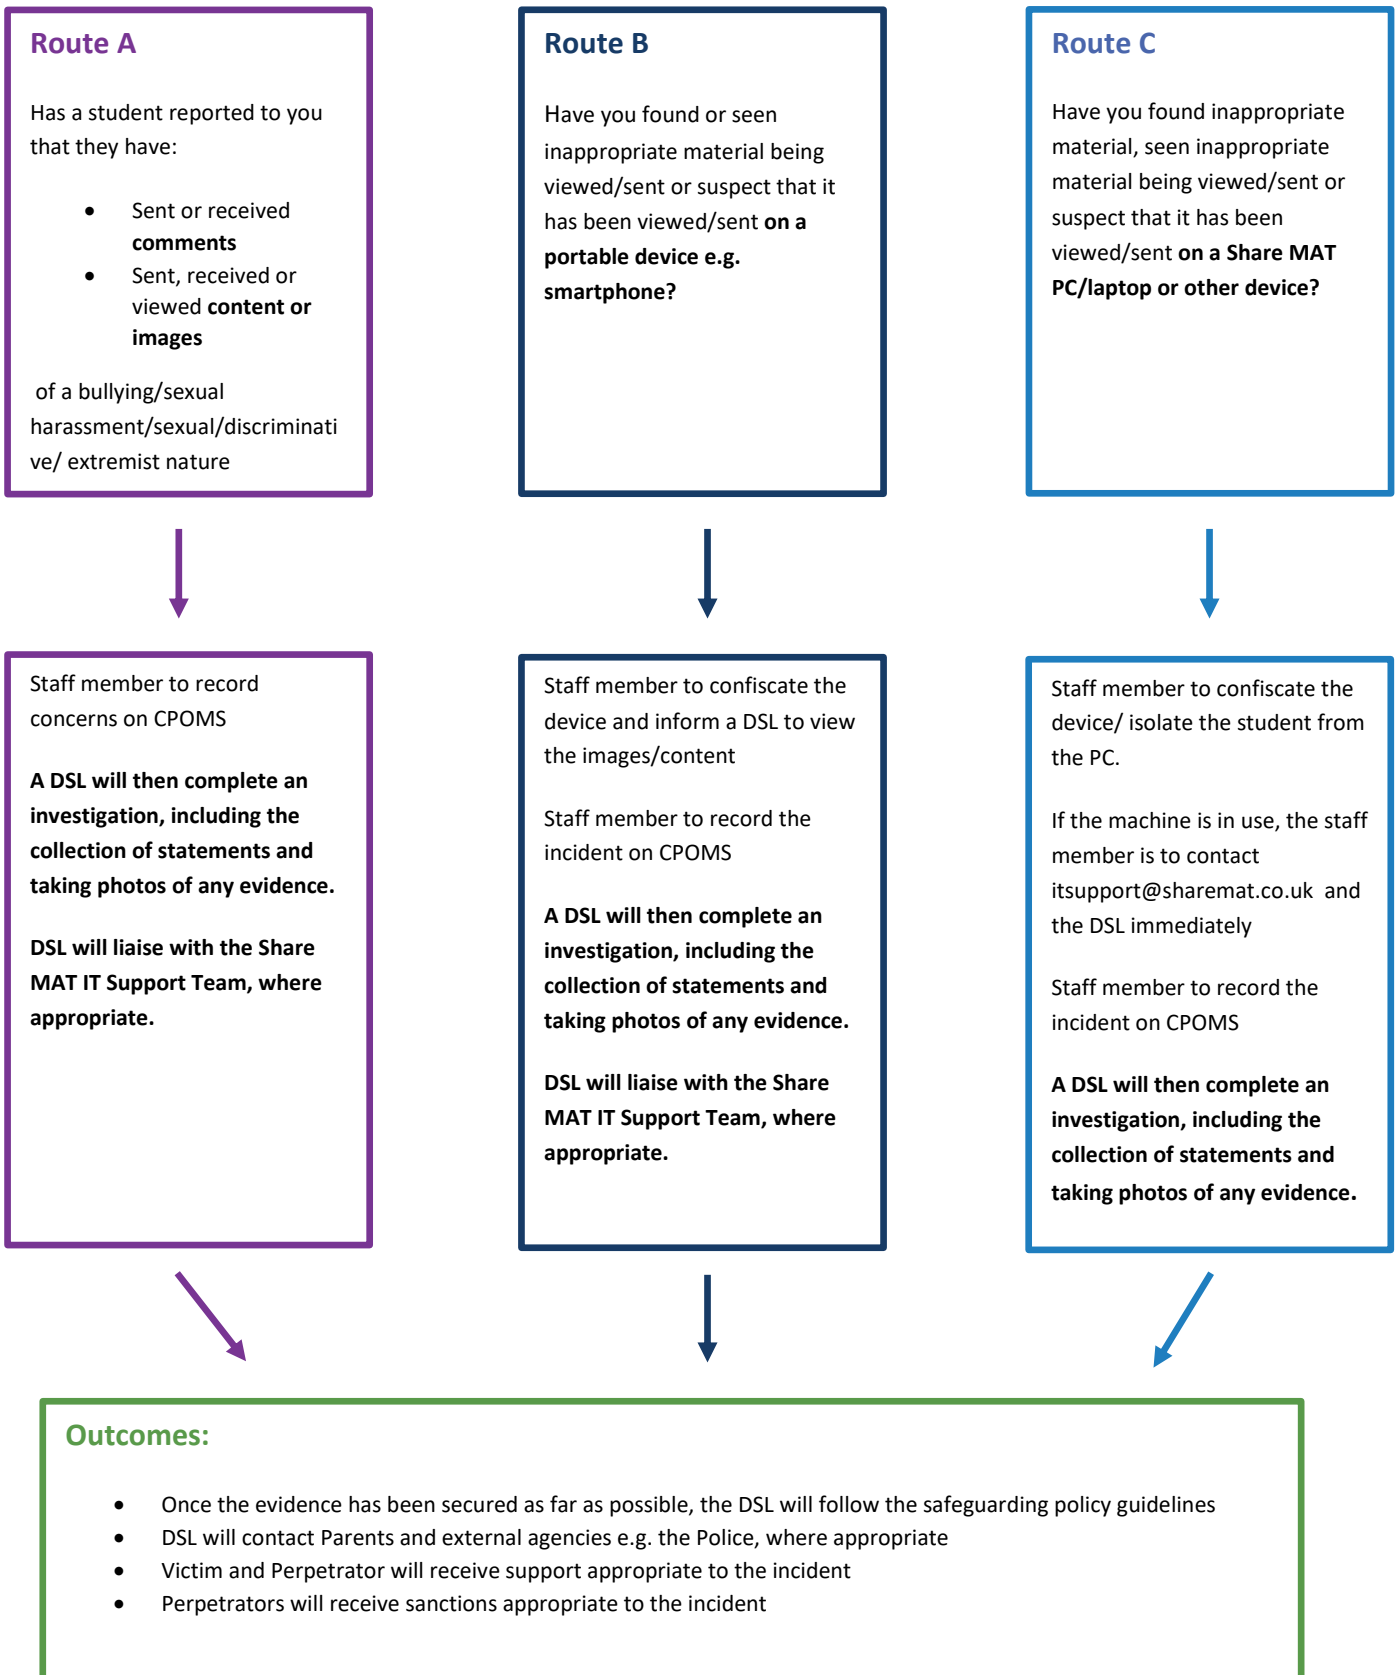 Route A
Has a student reported to you
that they have:
• Sent or received
comments
• Sent, received or
viewed content or
images
of a bullying/sexual
harassment/sexual/discriminati
ve/ extremist nature
Route B
Have you found or seen
inappropriate material being
viewed/sent or suspect that it
has been viewed/sent on a
portable device e.g.
smartphone?
Route C
Have you found inappropriate
material, seen inappropriate
material being viewed/sent or
suspect that it has been
viewed/sent on a Share MAT
PC/laptop or other device?
Staff member to record
concerns on CPOMS
A DSL will then complete an
investigation, including the
collection of statements and
taking photos of any evidence.
DSL will liaise with the Share
MAT IT Support Team, where
appropriate.
Staff member to confiscate the
device and inform a DSL to view
the images/content
Staff member to record the
incident on CPOMS
A DSL will then complete an
investigation, including the
collection of statements and
taking photos of any evidence.
DSL will liaise with the Share
MAT IT Support Team, where
appropriate.
Staff member to confiscate the
device/ isolate the student from
the PC.
If the machine is in use, the staff
member is to contact
itsupport@sharemat.co.uk and
the DSL immediately
Staff member to record the
incident on CPOMS
A DSL will then complete an
investigation, including the
collection of statements and
taking photos of any evidence.
Outcomes:
• Once the evidence has been secured as far as possible, the DSL will follow the safeguarding policy guidelines
• DSL will contact Parents and external agencies e.g. the Police, where appropriate
• Victim and Perpetrator will receive support appropriate to the incident
• Perpetrators will receive sanctions appropriate to the incident